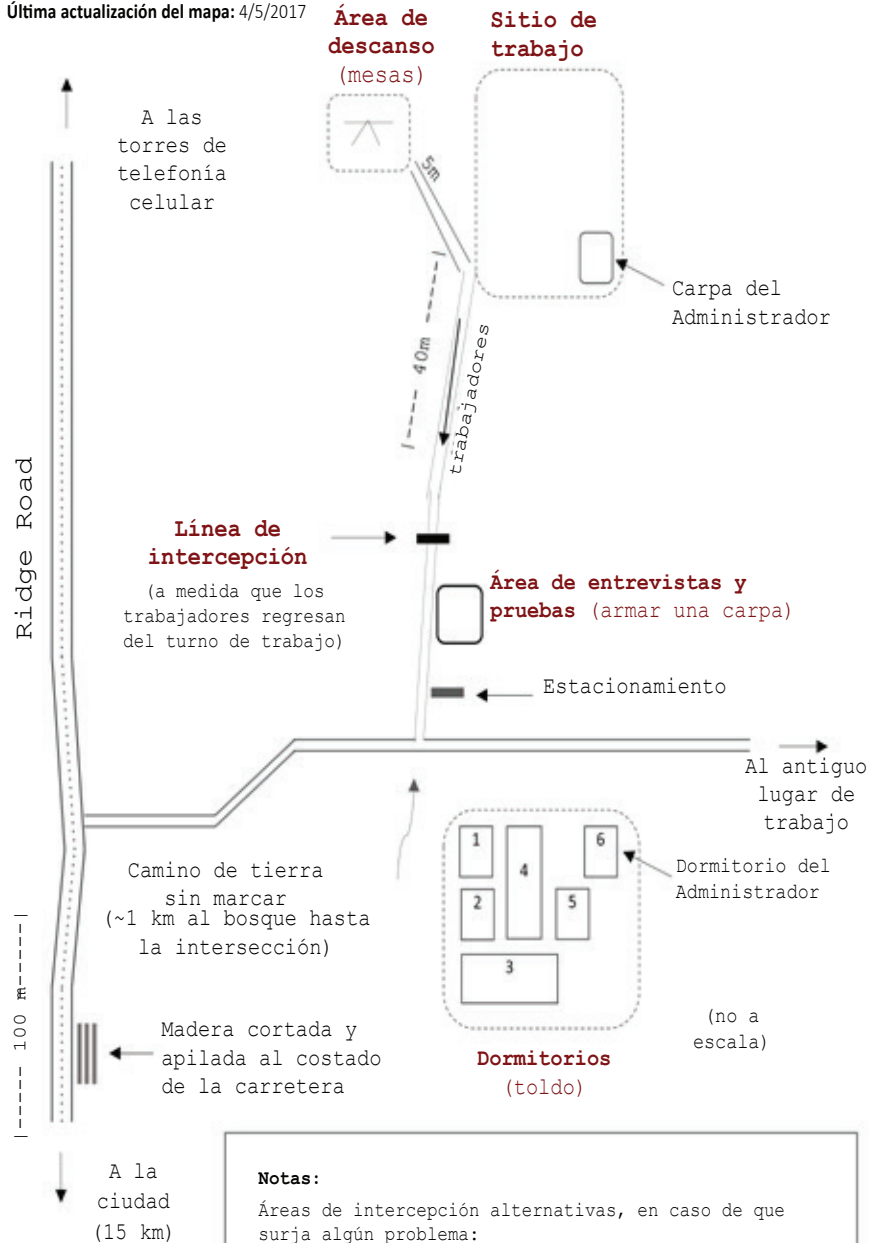 Última actualización del mapa: 4/5/2017
Área de
descanso
(mesas)
Sitio de
trabajo
A las
torres de
telefonía
celular
5m
Carpa del
Administrador
|---- 40m ----|
trabajadores
Ridge Road
Línea de
intercepción
(a medida que los
trabajadores regresan
del turno de trabajo)
Área de entrevistas y
pruebas (armar una carpa)
Estacionamiento
Al antiguo
lugar de
trabajo
1
2
3
4
5
6
Dormitorio del
Administrador
Camino de tierra
sin marcar
(~1 km al bosque hasta
la intersección)
|----- 100 m------|
Madera cortada y
apilada al costado
de la carretera
(no a
escala)
Dormitorios
(toldo)
A la
ciudad
(15 km)
Notas:
Áreas de intercepción alternativas, en caso de que
surja algún problema: